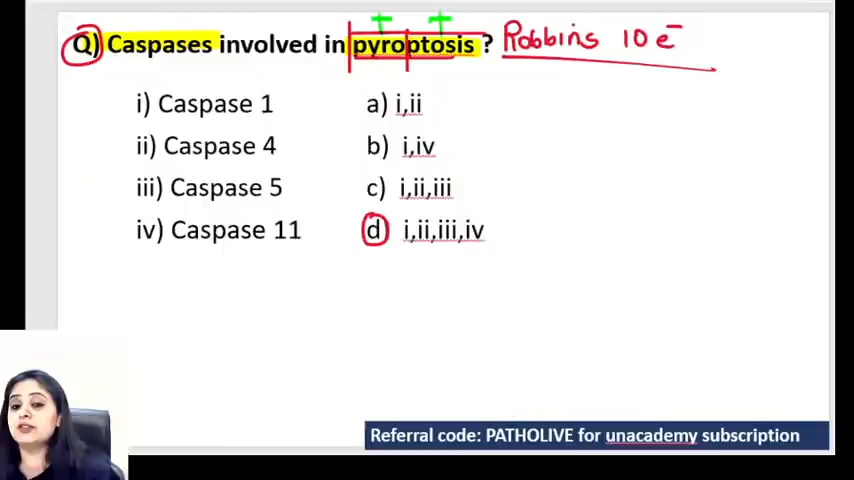 Q) Caspases involved in pyroptosis ? Robbins 10 e
i) Caspase 1
a) i,ii
ii) Caspase 4
b) i,iv
iii) Caspase 5
c) i,ii,iii
iv) Caspase 11
d i,ii,iii,iv
Referral code: PATHOLIVE for unacademy subscription